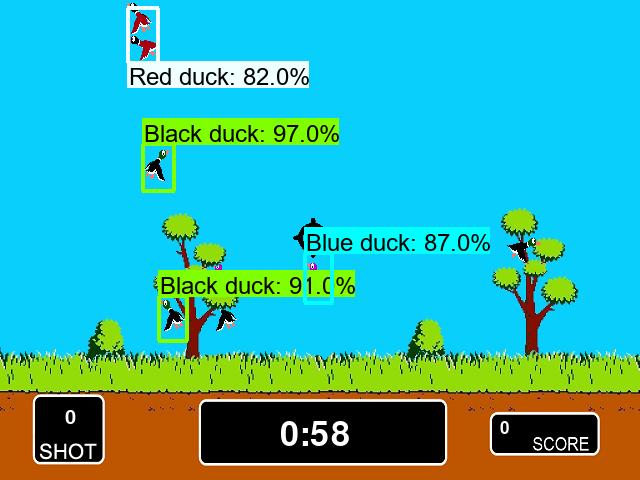 Red duck: 82.0%
Black duck: 97.0%
Blue duck: 87.0%
Black duck: 91.0%
0
SHOT
0:58
0
SCORE